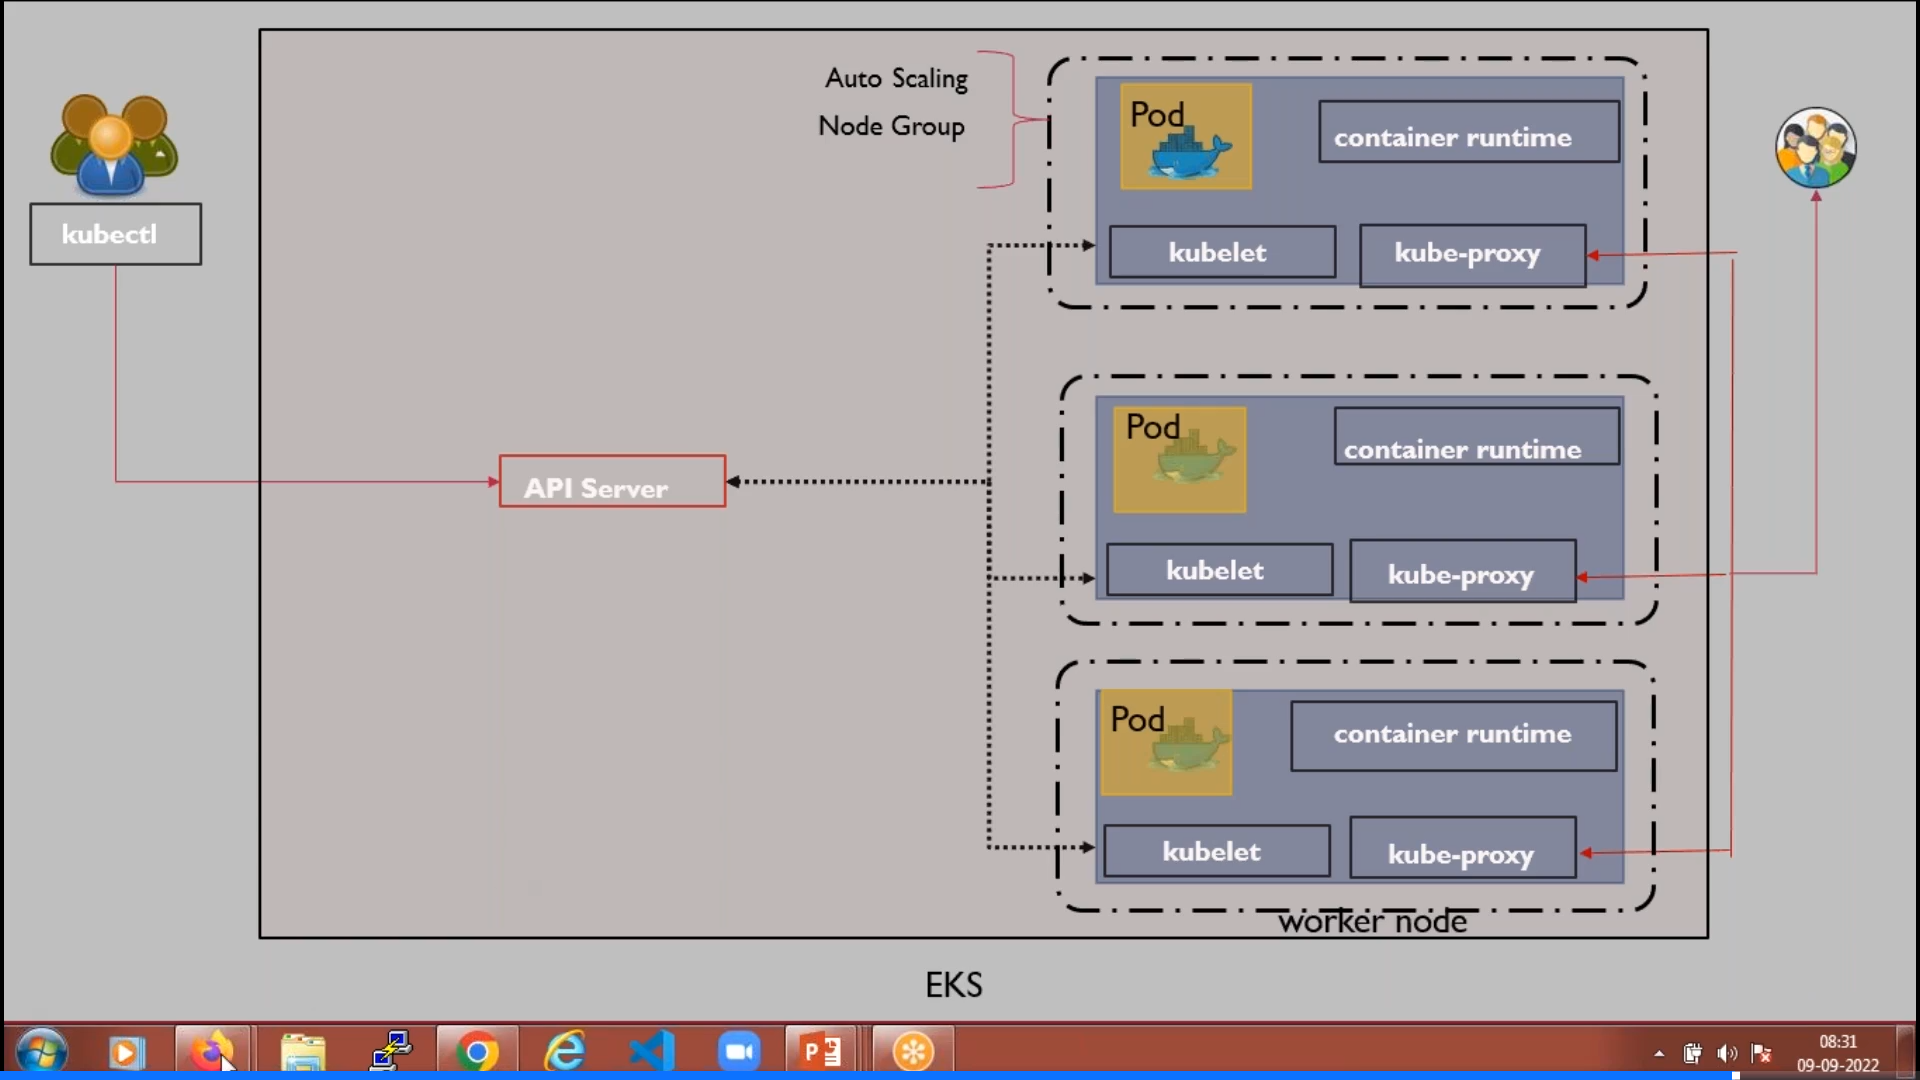 Auto Scaling
Node Group
kubectl
API Server
Pod
container runtime
kubelet
kube-proxy
Pod
container runtime
kubelet
kube-proxy
Pod
container runtime
kubelet
kube-proxy
worker node
EKS
08:31
09-09-2022